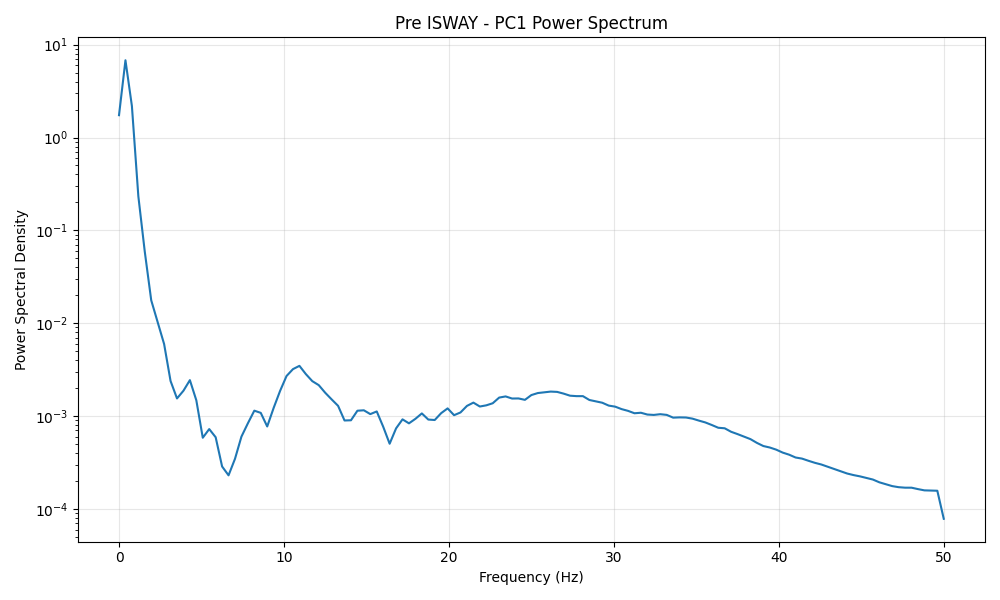 Pre ISWAY - PC1 Power Spectrum
Power Spectral Density
10¹
10⁰
10⁻¹
10⁻²
10⁻³
10⁻⁴
0 10 20 30 40 50
Frequency (Hz)